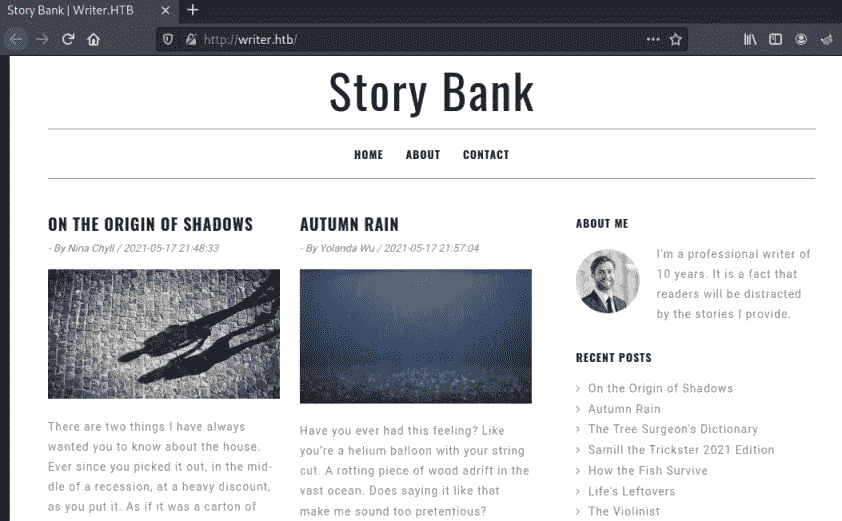 Story Bank | Writer.HTB
http://writer.htb/
Story Bank
HOME ABOUT CONTACT
ON THE ORIGIN OF SHADOWS
- By Nina Chyll / 2021-05-17 21:48:33
There are two things I have always
wanted you to know about the house.
Ever since you picked it out, in the mid-
dle of a recession, at a heavy discount,
as you put it. As if it was a carton of
AUTUMN RAIN
- By Yolanda Wu / 2021-05-17 21:57:04
Have you ever had this feeling? Like
you're a helium balloon with your string
cut. A rotting piece of wood adrift in the
vast ocean. Does saying it like that
make me sound too pretentious?
ABOUT ME
I'm a professional writer of
10 years. It is a fact that
readers will be distracted
by the stories I provide.
RECENT POSTS
On the Origin of Shadows
Autumn Rain
The Tree Surgeon's Dictionary
Samill the Trickster 2021 Edition
How the Fish Survive
Life's Leftovers
The Violinist